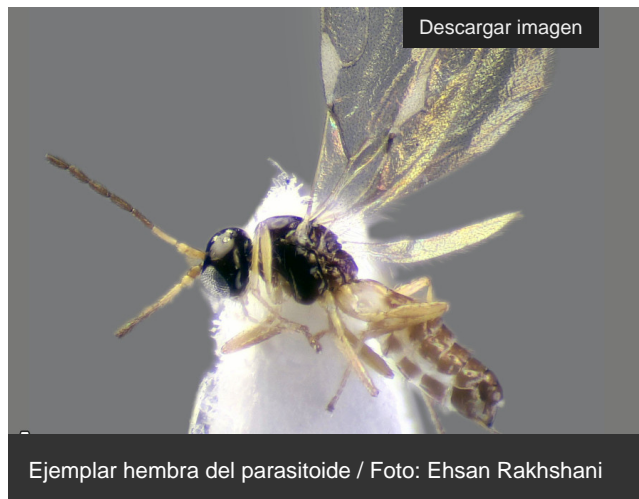 Descargar imagen
Ejemplar hembra del parasitoide / Foto: Ehsan Rakhshani